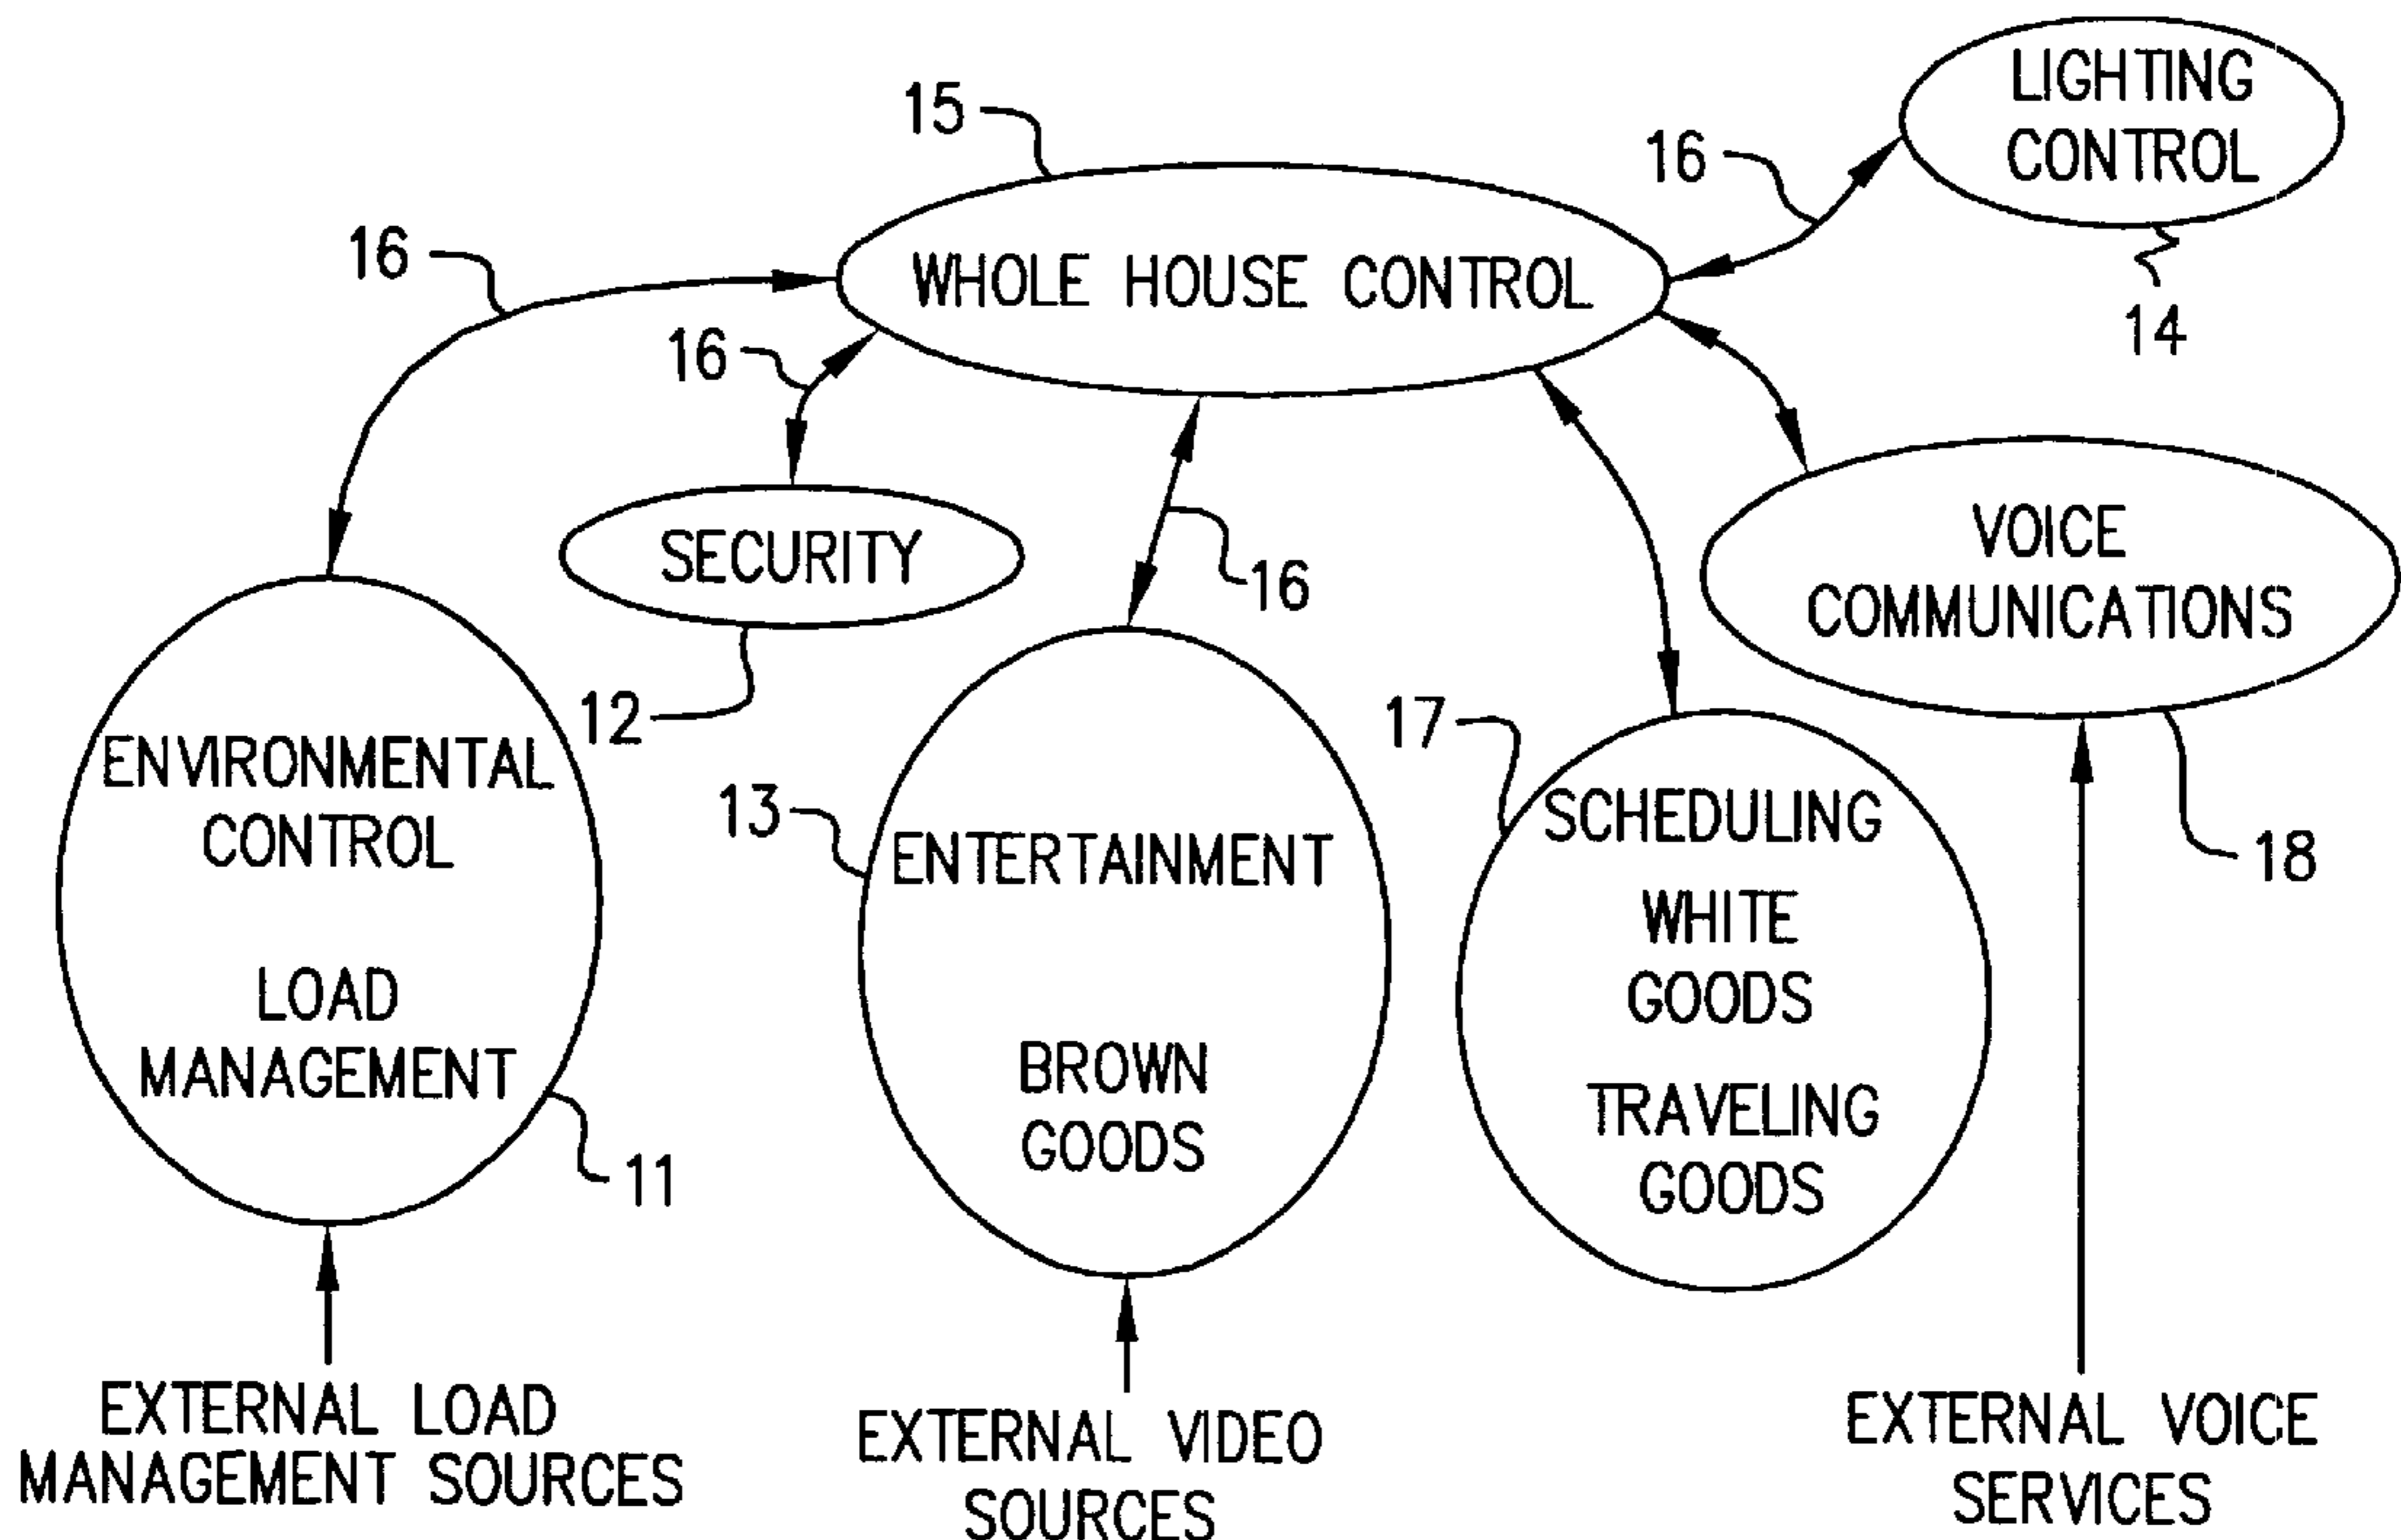 LIGHTING
CONTROL
14
15
16
WHOLE HOUSE CONTROL
16
16
SECURITY
12
16
VOICE
COMMUNICATIONS
18
ENVIRONMENTAL
CONTROL
LOAD
MANAGEMENT
11
13
ENTERTAINMENT
BROWN
GOODS
17
SCHEDULING
WHITE
GOODS
TRAVELING
GOODS
EXTERNAL LOAD
MANAGEMENT SOURCES
EXTERNAL VIDEO
SOURCES
EXTERNAL VOICE
SERVICES